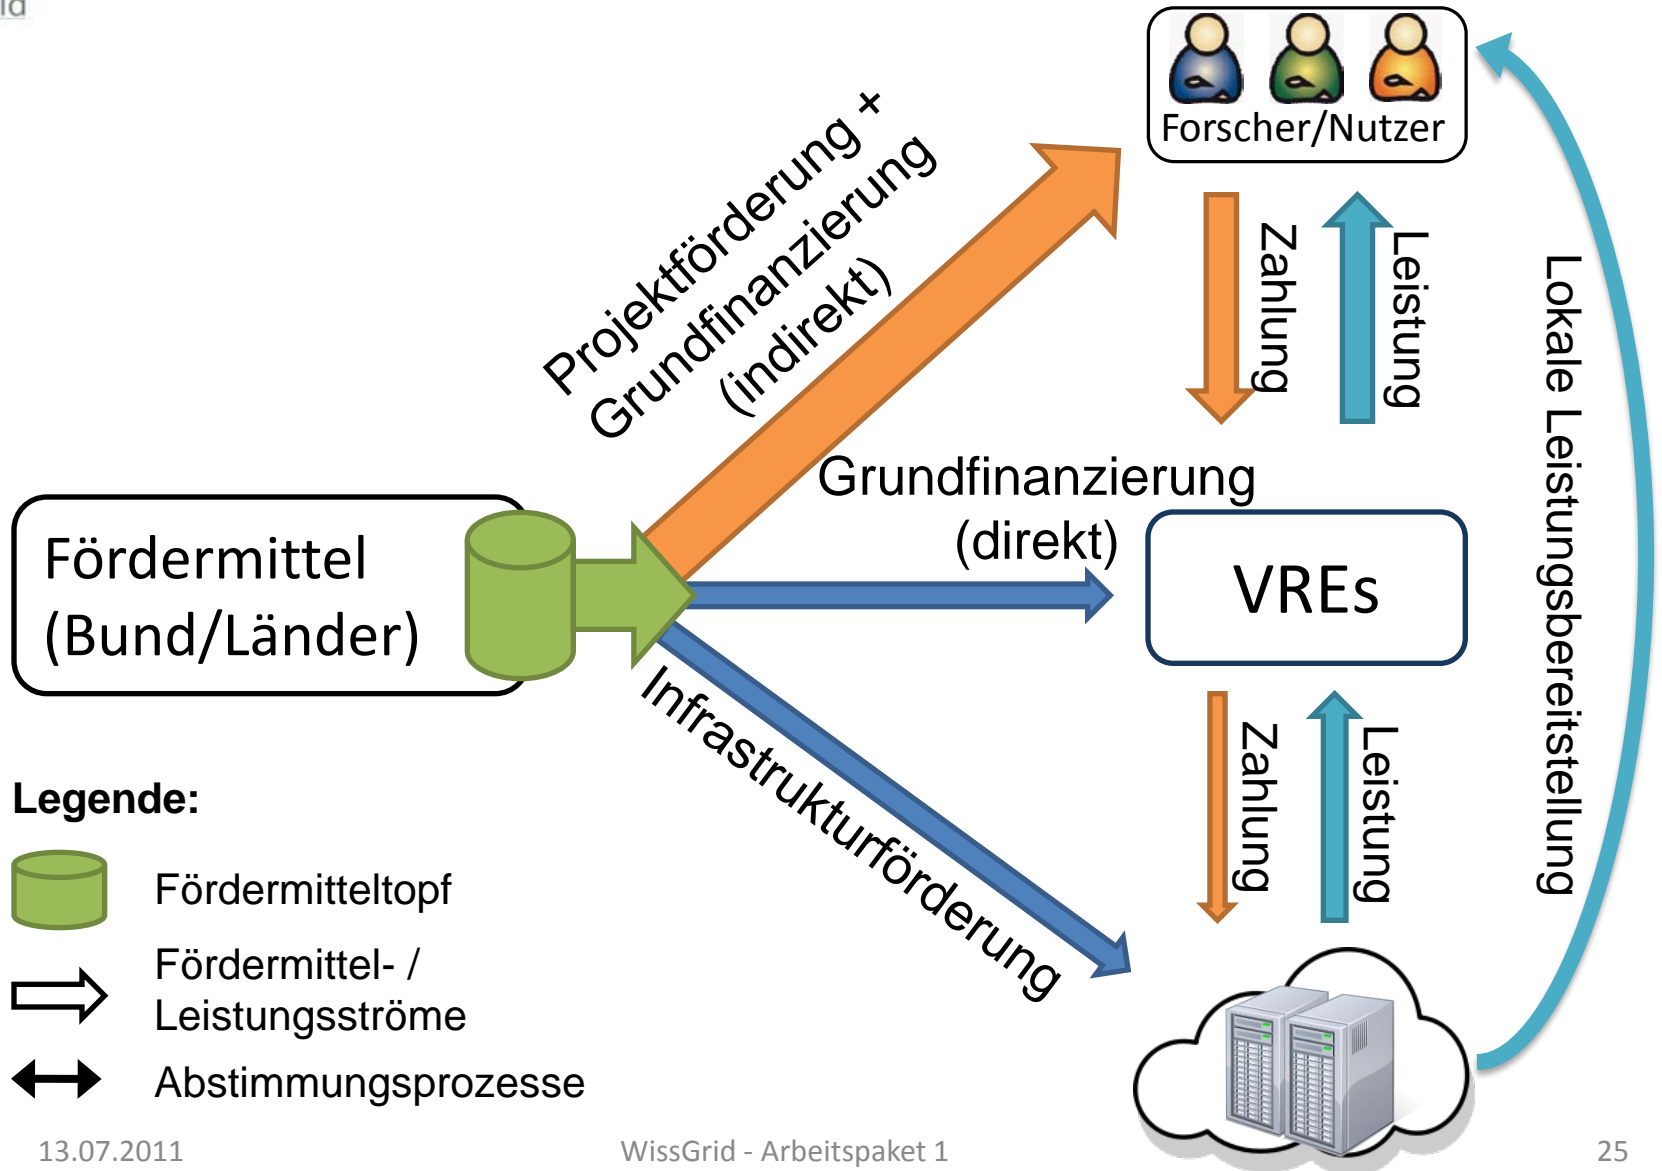 Forscher/Nutzer
Projektförderung +
Grundfinanzierung
(indirekt)
Zahlung
Leistung
Lokale Leistungsbereitstellung
Grundfinanzierung
(direkt)
Fördermittel
(Bund/Länder)
VREs
Infrastrukturförderung
Zahlung
Leistung
Legende:
Fördermitteltopf
Fördermittel- /
Leistungsströme
Abstimmungsprozesse
13.07.2011
WissGrid - Arbeitspaket 1
25